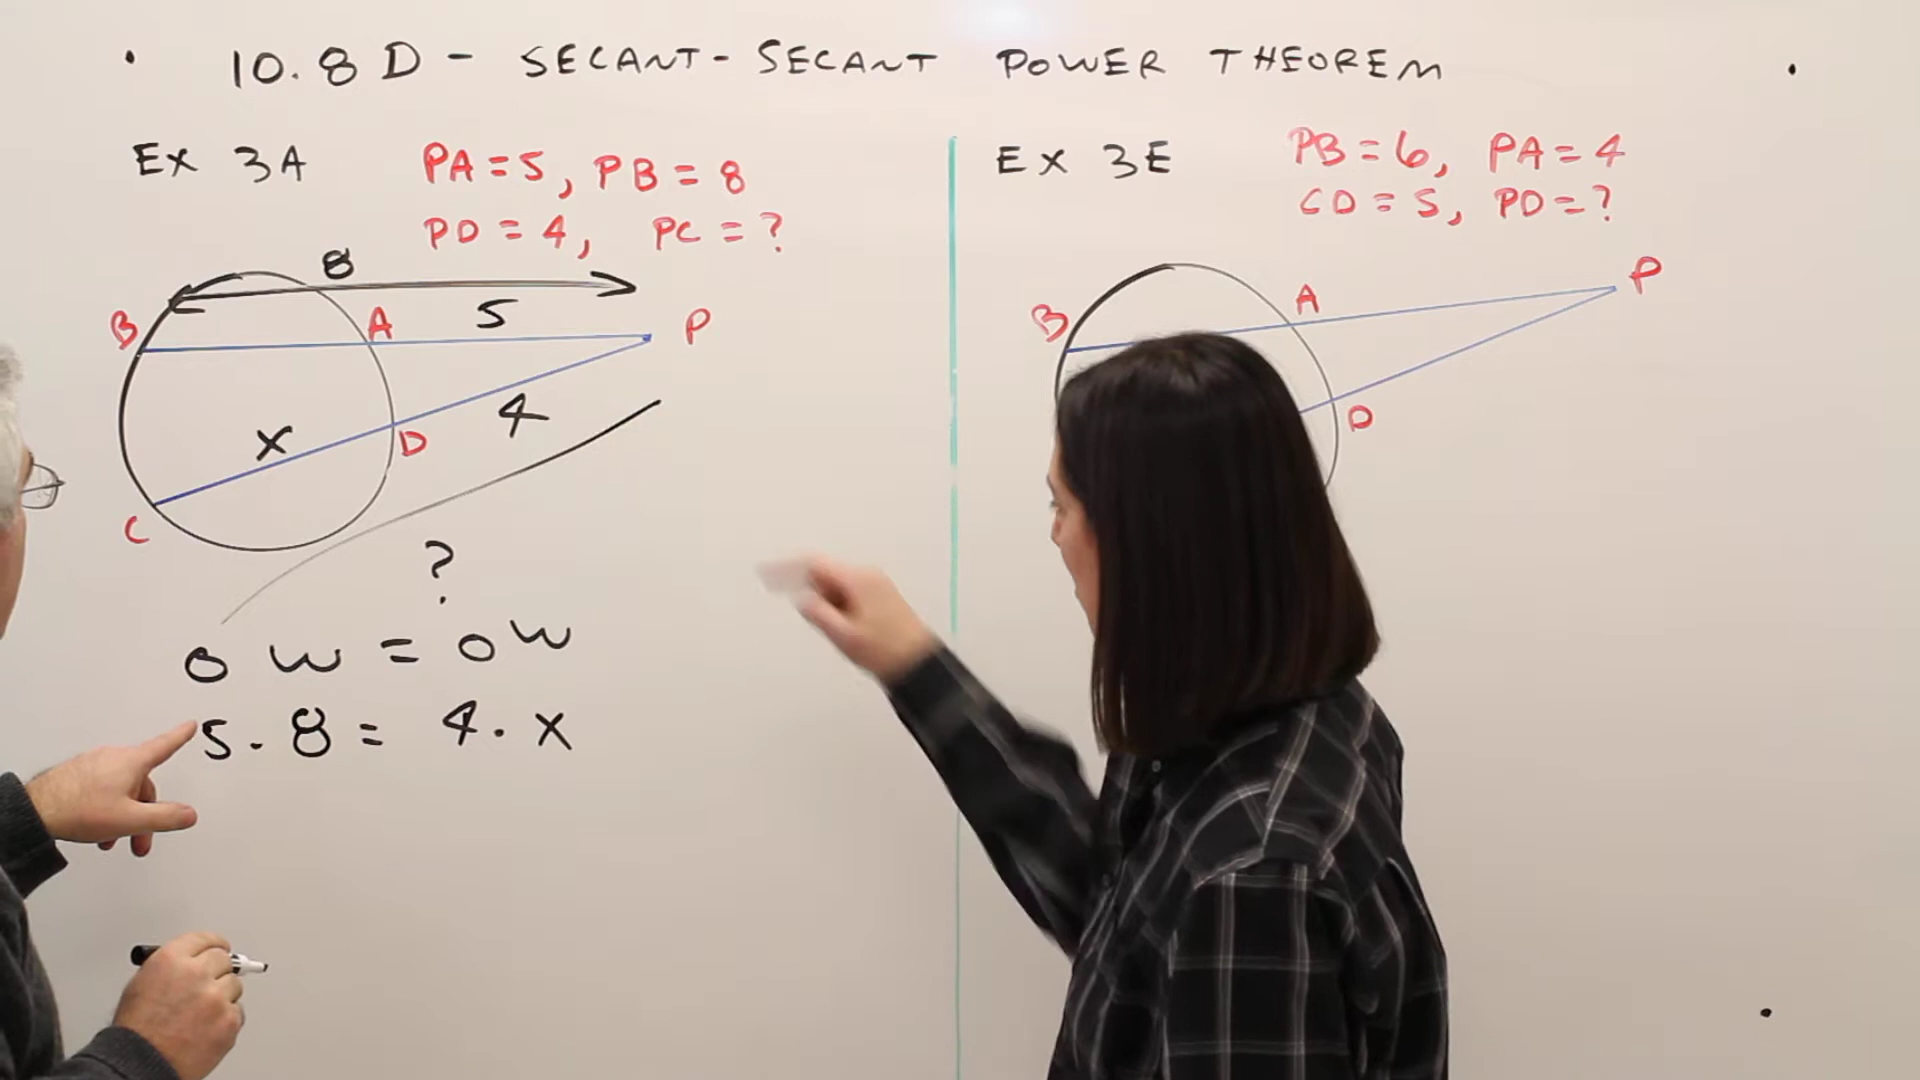 10.8 D - SECANT-SECANT POWER THEOREM
Ex 3A
PA = 5, PB = 8
PD = 4, PC = ?
8
5
B
A
P
4
X
D
C
?
O W = O W
5 . 8 = 4 . X
Ex 3E
PB = 6, PA = 4
CD = 5, PD = ?
P
A
B
D